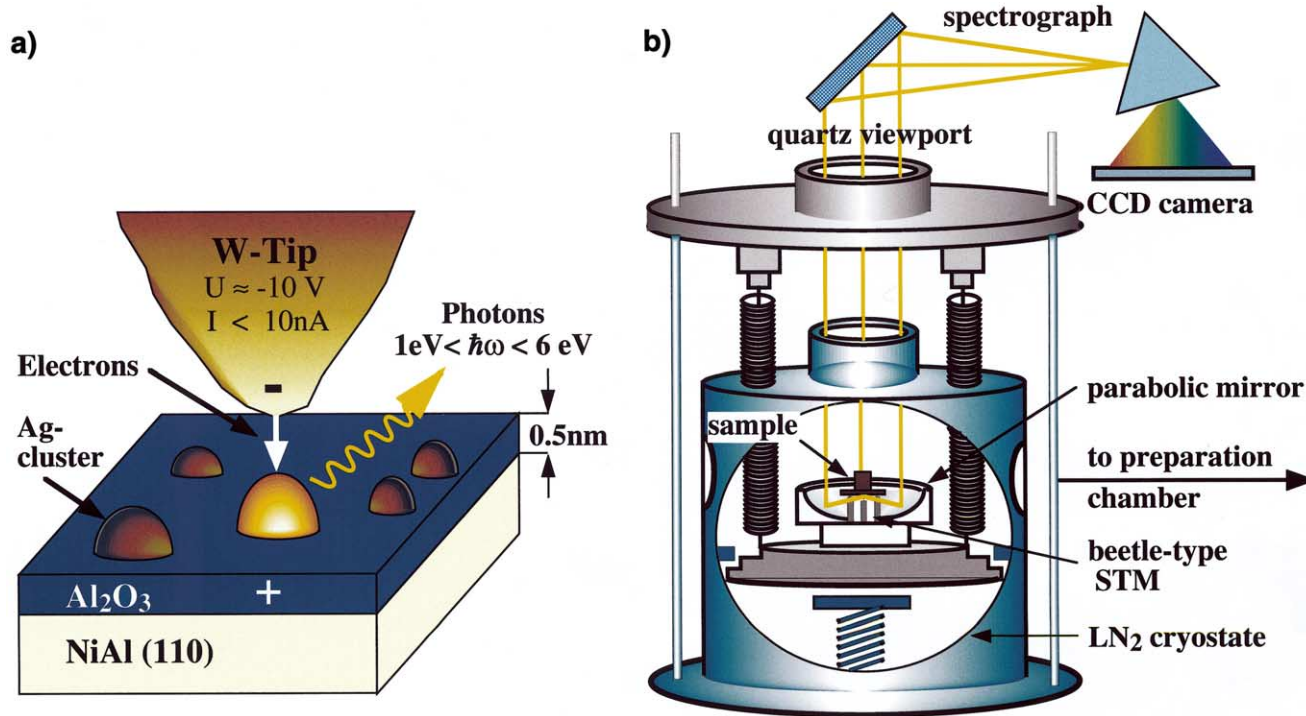 a)
W-Tip
U ≈ -10 V
I < 10nA
Photons
1eV< ħω < 6 eV
Electrons
-
Ag-
cluster
0.5nm
Al₂O₃ +
NiAl (110)
b)
spectrograph
quartz viewport
CCD camera
parabolic mirror
sample
to preparation
chamber
beetle-type
STM
LN₂ cryostate